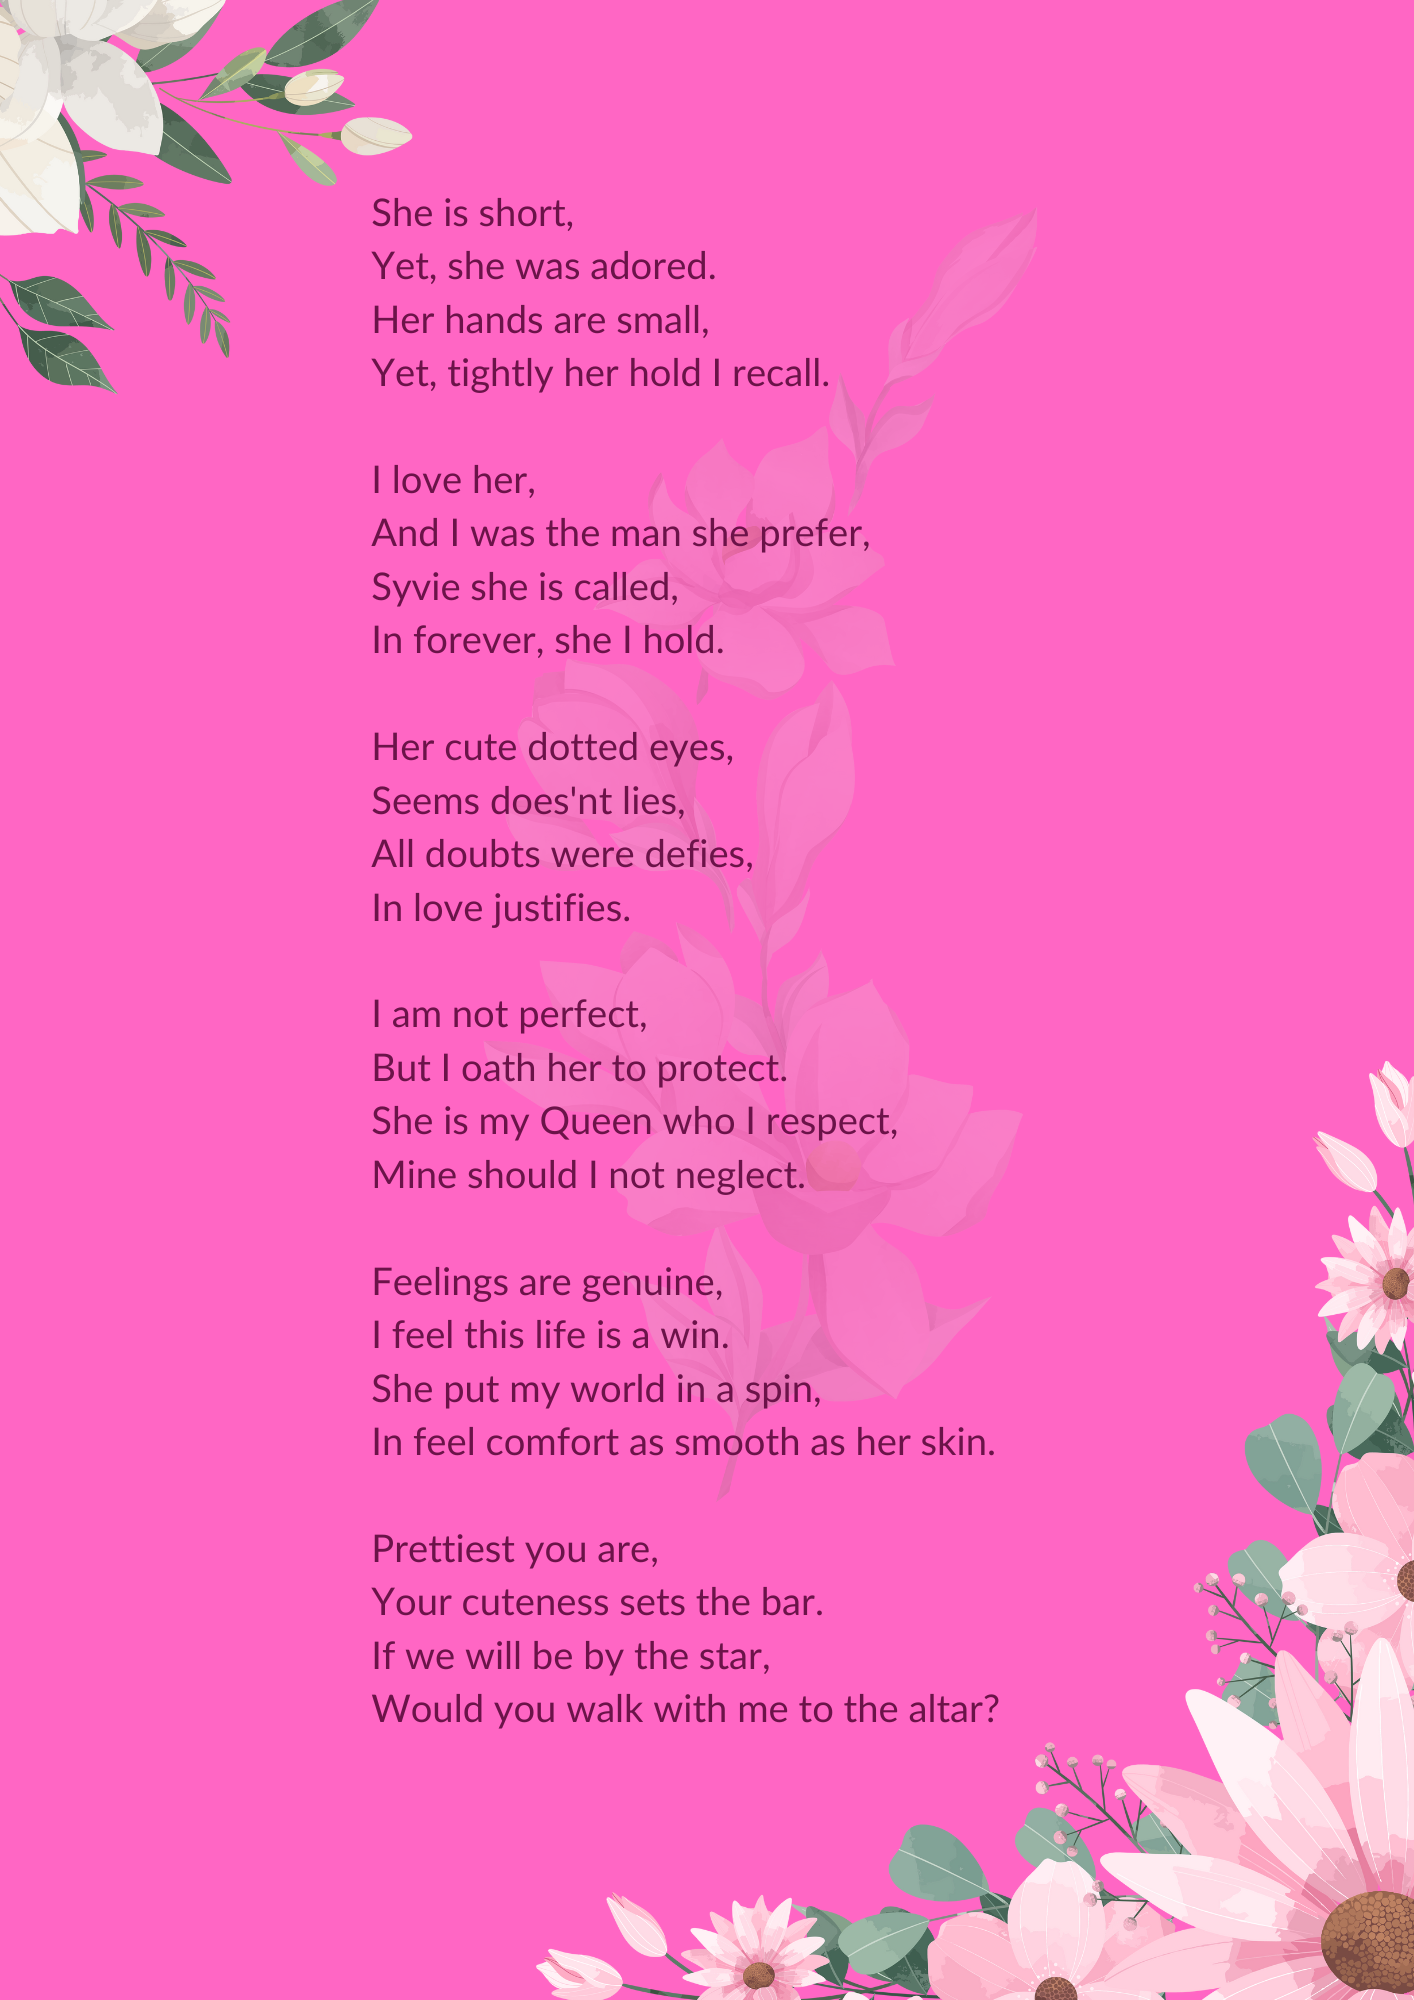 She is short,
Yet, she was adored.
Her hands are small,
Yet, tightly her hold I recall.
I love her,
And I was the man she prefer,
Syvie she is called,
In forever, she I hold.
Her cute dotted eyes,
Seems does'nt lies,
All doubts were defies,
In love justifies.
I am not perfect,
But I oath her to protect.
She is my Queen who I respect,
Mine should I not neglect.
Feelings are genuine,
I feel this life is a win.
She put my world in a spin,
In feel comfort as smooth as her skin.
Prettiest you are,
Your cuteness sets the bar.
If we will be by the star,
Would you walk with me to the altar?